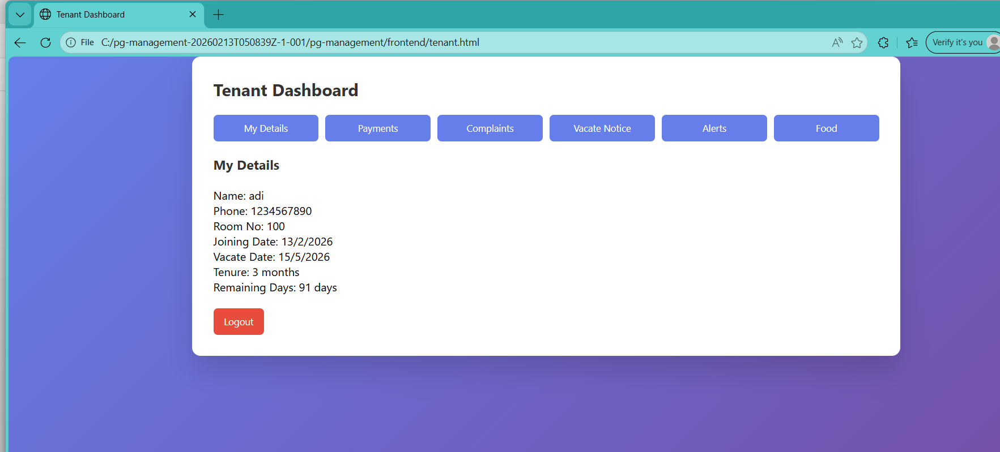 Tenant Dashboard
File C:/pg-management-20260213T050839Z-1-001/pg-management/frontend/tenant.html
Verify it's you
Tenant Dashboard
My Details Payments Complaints Vacate Notice Alerts Food
My Details
Name: adi
Phone: 1234567890
Room No: 100
Joining Date: 13/2/2026
Vacate Date: 15/5/2026
Tenure: 3 months
Remaining Days: 91 days
Logout